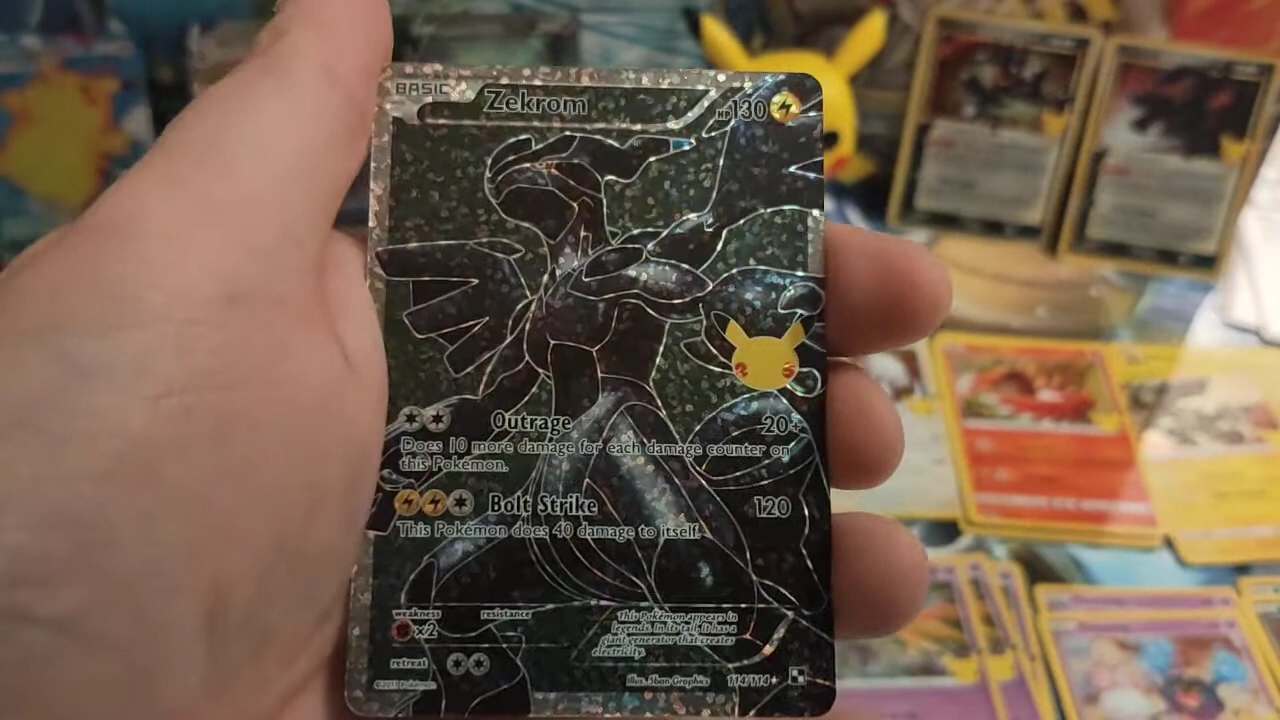 BASIC Zekrom HP130
Outrage 20+
Does 10 more damage for each damage counter on
this Pokémon.
Bolt Strike 120
This Pokémon does 40 damage to itself.
weakness resistance
×2
This Pokémon appears in
legends. In its tail, it has a
giant generator that creates
electricity.
retreat
©2011 Pokémon Illus. 5ban Graphics 114/114